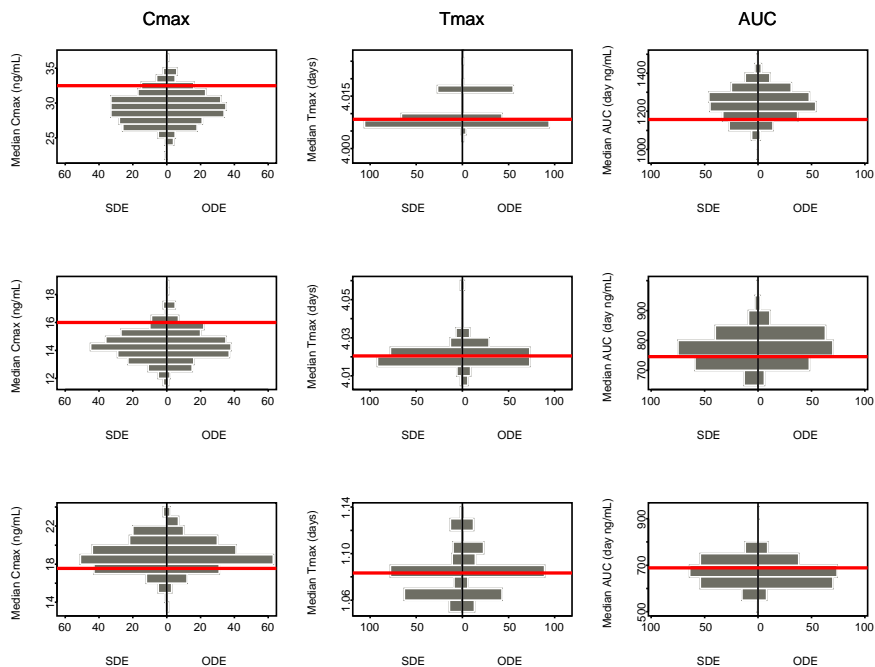 Cmax Tmax AUC
Median Cmax (ng/mL) 25 30 35
60 40 20 0 20 40 60
SDE ODE
Median Tmax (days) 4.000 4.015
100 50 0 50 100
SDE ODE
Median AUC (day ng/mL) 1000 1200 1400
100 50 0 50 100
SDE ODE
Median Cmax (ng/mL) 12 14 16 18
60 40 20 0 20 40 60
SDE ODE
Median Tmax (days) 4.01 4.03 4.05
100 50 0 50 100
SDE ODE
Median AUC (day ng/mL) 700 800 900
100 50 0 50 100
SDE ODE
Median Cmax (ng/mL) 14 18 22
60 40 20 0 20 40 60
SDE ODE
Median Tmax (days) 1.06 1.10 1.14
100 50 0 50 100
SDE ODE
Median AUC (day ng/mL) 500 700 900
100 50 0 50 100
SDE ODE